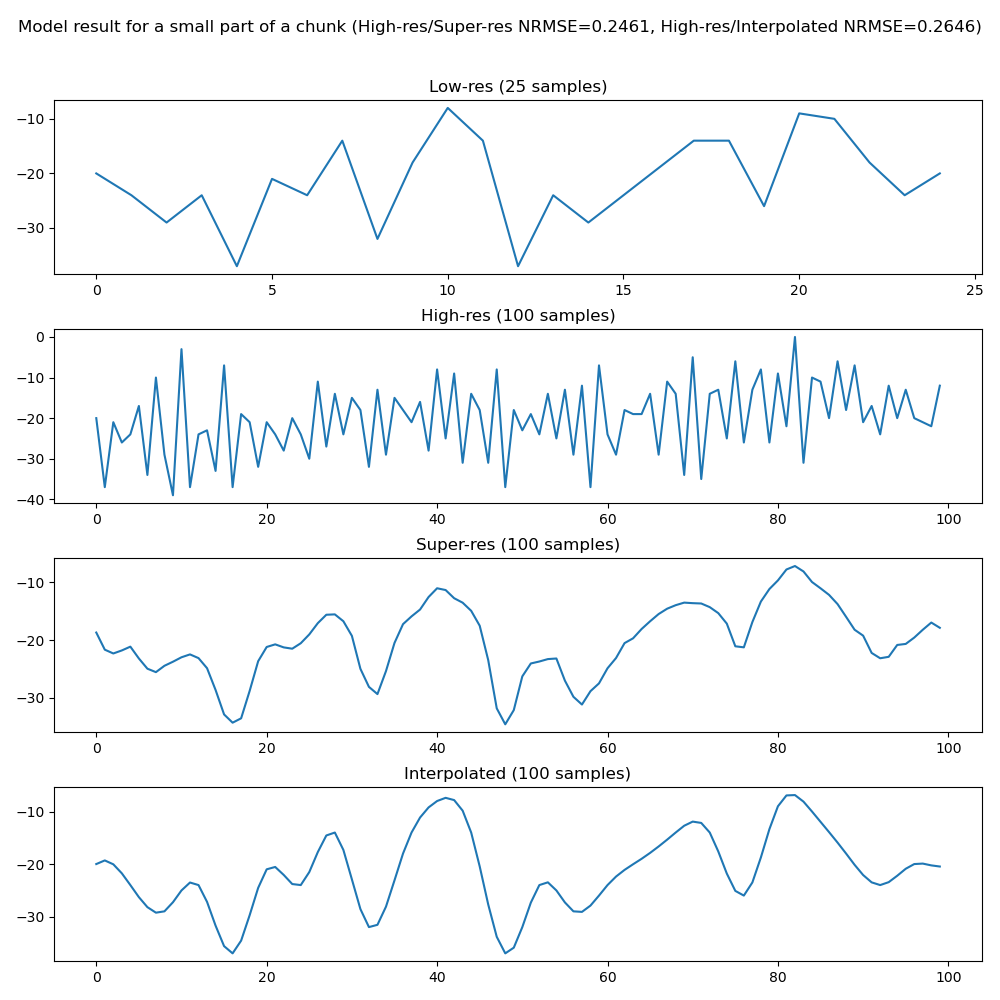 Model result for a small part of a chunk (High-res/Super-res NRMSE=0.2461, High-res/Interpolated NRMSE=0.2646)
Low-res (25 samples)
−10
−20
−30
0 5 10 15 20 25
High-res (100 samples)
0
−10
−20
−30
−40
0 20 40 60 80 100
Super-res (100 samples)
−10
−20
−30
0 20 40 60 80 100
Interpolated (100 samples)
−10
−20
−30
0 20 40 60 80 100